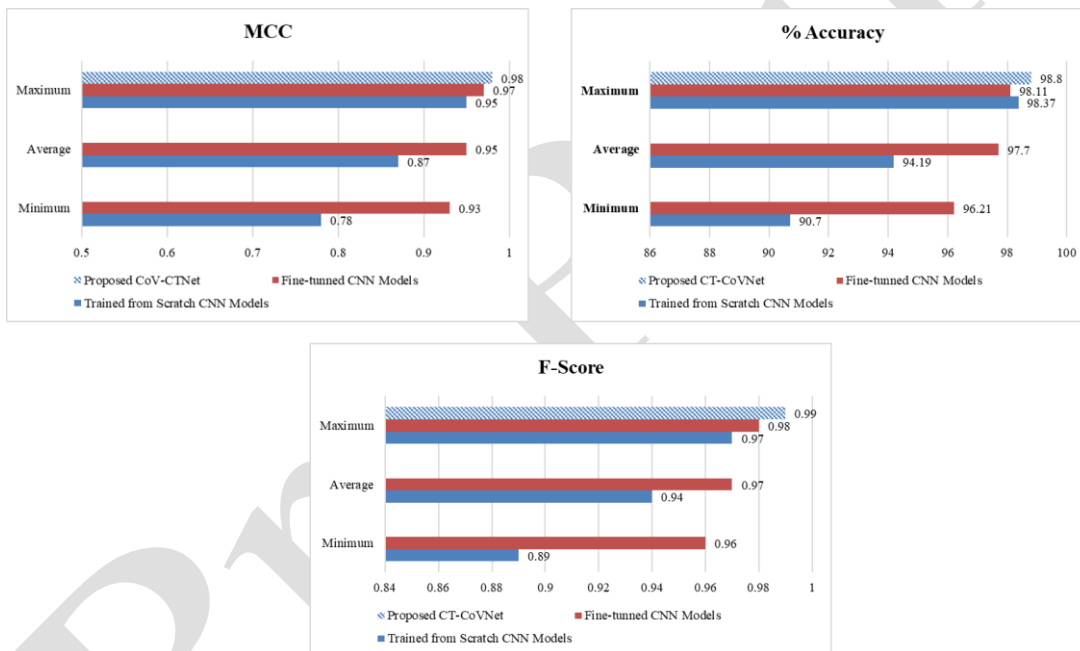 MCC
Maximum
0.98
0.97
0.95
Average
0.95
0.87
Minimum
0.93
0.78
0.5 0.6 0.7 0.8 0.9 1
Proposed CoV-CTNet Fine-tunned CNN Models
Trained from Scratch CNN Models
% Accuracy
Maximum
98.8
98.11
98.37
Average
97.7
94.19
Minimum
96.21
90.7
86 88 90 92 94 96 98 100
Proposed CT-CoVNet Fine-tunned CNN Models
Trained from Scratch CNN Models
F-Score
Maximum
0.99
0.98
0.97
Average
0.97
0.94
Minimum
0.96
0.89
0.84 0.86 0.88 0.9 0.92 0.94 0.96 0.98 1
Proposed CT-CoVNet Fine-tunned CNN Models
Trained from Scratch CNN Models